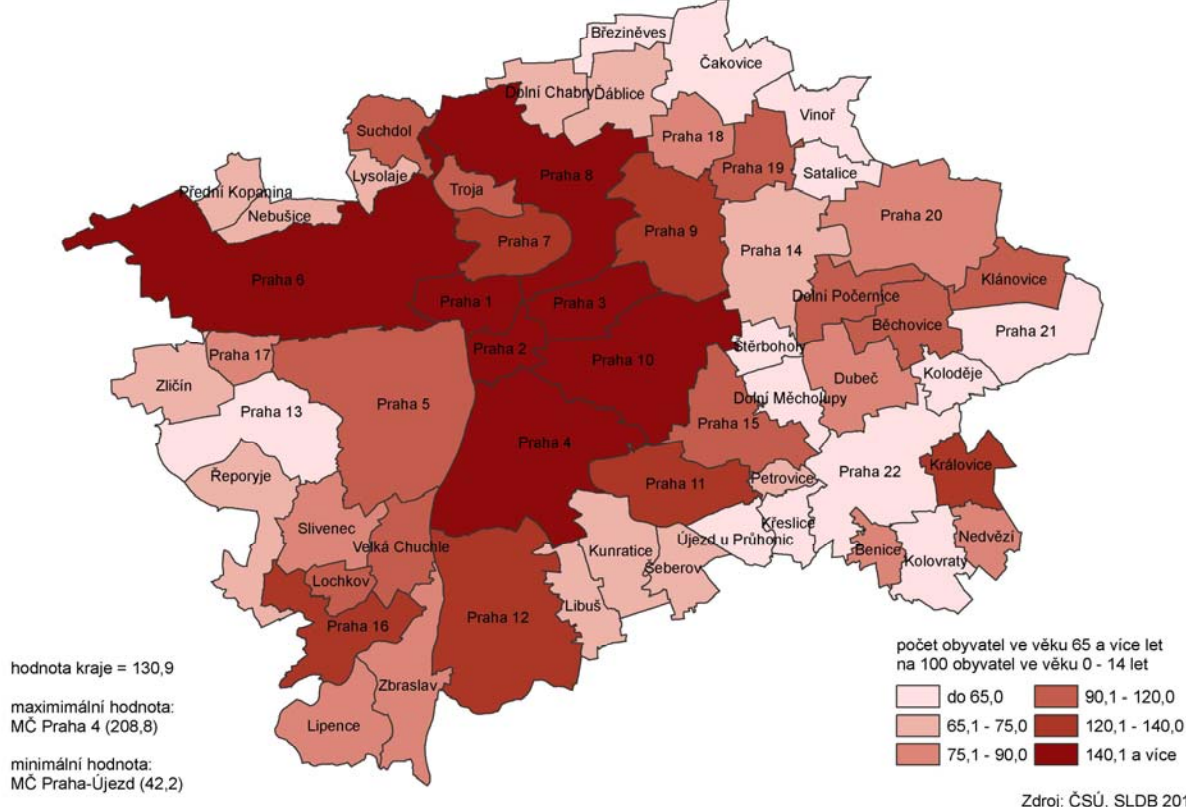 Březiněves
Čakovice
Dolní Chabry
Ďáblice
Vinoř
Suchdol
Praha 18
Praha 19
Praha 8
Satalice
Lysolaje
Troja
Přední Kopanina
Nebušice
Praha 20
Praha 7
Praha 9
Praha 14
Praha 6
Klánovice
Praha 1
Praha 3
Dolní Počernice
Běchovice
Praha 21
Praha 2
Štěrboholy
Praha 17
Praha 10
Koloděje
Zličín
Dubeč
Dolní Měcholupy
Praha 5
Praha 13
Praha 15
Praha 4
Královice
Praha 22
Řeporyje
Petrovice
Praha 11
Křeslice
Slivenec
Nedvězí
Újezd u Průhonic
Velká Chuchle
Kunratice
Benice
Kolovraty
Šeberov
Lochkov
Libuš
Praha 12
Praha 16
Zbraslav
Lipence
hodnota kraje = 130,9
maximimální hodnota:
MČ Praha 4 (208,8)
minimální hodnota:
MČ Praha-Újezd (42,2)
počet obyvatel ve věku 65 a více let
na 100 obyvatel ve věku 0 - 14 let
do 65,0
65,1 - 75,0
75,1 - 90,0
90,1 - 120,0
120,1 - 140,0
140,1 a více
Zdroj: ČSÚ, SLDB 201